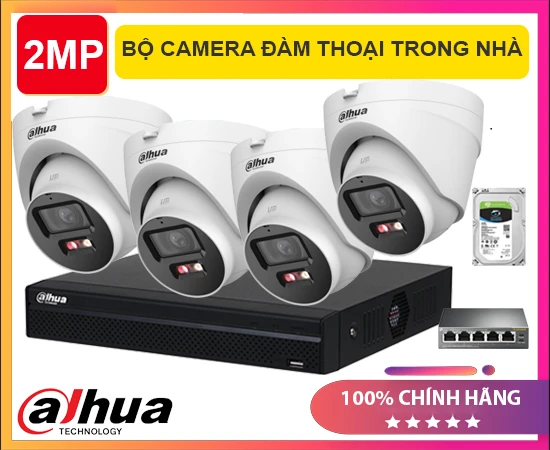 2MP
BỘ CAMERA ĐÀM THOẠI TRONG NHÀ
alhua
alhua
alhua
alhua
alhua
alhua
TECHNOLOGY
100% CHÍNH HÃNG